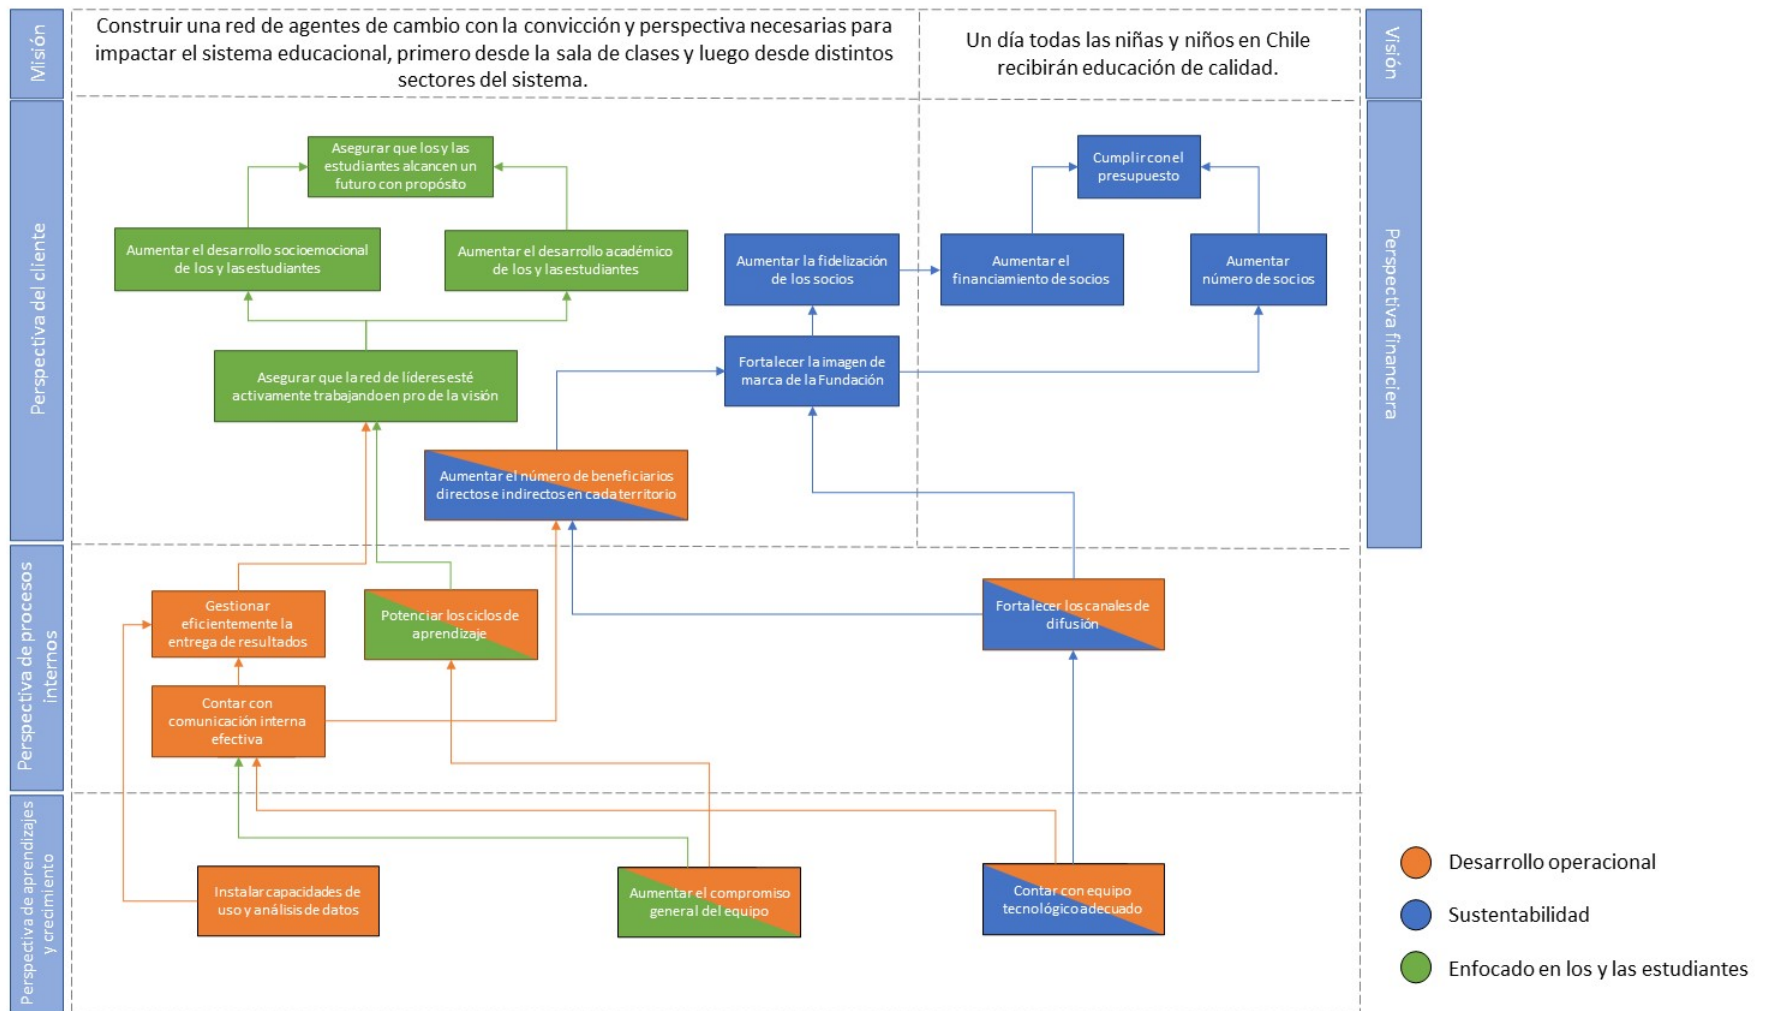 Misión
Construir una red de agentes de cambio con la convicción y perspectiva necesarias para
impactar el sistema educacional, primero desde la sala de clases y luego desde distintos
sectores del sistema.
Un día todas las niñas y niños en Chile
recibirán educación de calidad.
Visión
Perspectiva del cliente
Asegurar que los y las
estudiantes alcancen un
futuro con propósito
Cumplir con el
presupuesto
Aumentar el desarrollo socioemocional
de los y las estudiantes
Aumentar el desarrollo académico
de los y las estudiantes
Aumentar la fidelización
de los socios
Aumentar el
financiamiento de socios
Aumentar
número de socios
Perspectiva financiera
Asegurar que la red de líderes esté
activamente trabajando en pro de la visión
Fortalecer la imagen de
marca de la Fundación
Aumentar el número de beneficiarios
directos e indirectos en cada territorio
Perspectiva de procesos
internos
Gestionar
eficientemente la
entrega de resultados
Potenciar los ciclos de
aprendizaje
Fortalecer los canales de
difusión
Contar con
comunicación interna
efectiva
Perspectiva de aprendizajes
y crecimiento
Instalar capacidades de
uso y análisis de datos
Aumentar el compromiso
general del equipo
Contar con equipo
tecnológico adecuado
Desarrollo operacional
Sustentabilidad
Enfocado en los y las estudiantes